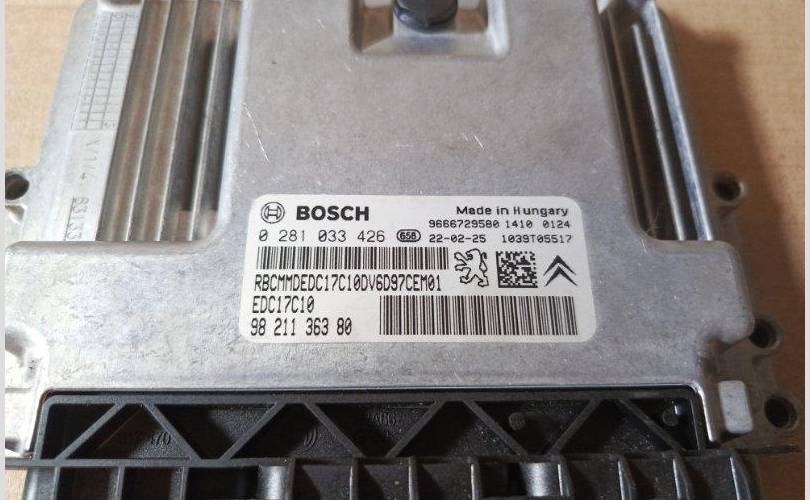 BOSCH
Made in Hungary
9666729580 1410 0124
0 281 033 426 658 22-02-25 1039T05517
RBCMMDEDC17C10DV6D97CEM01
EDC17C10
98 211 363 80